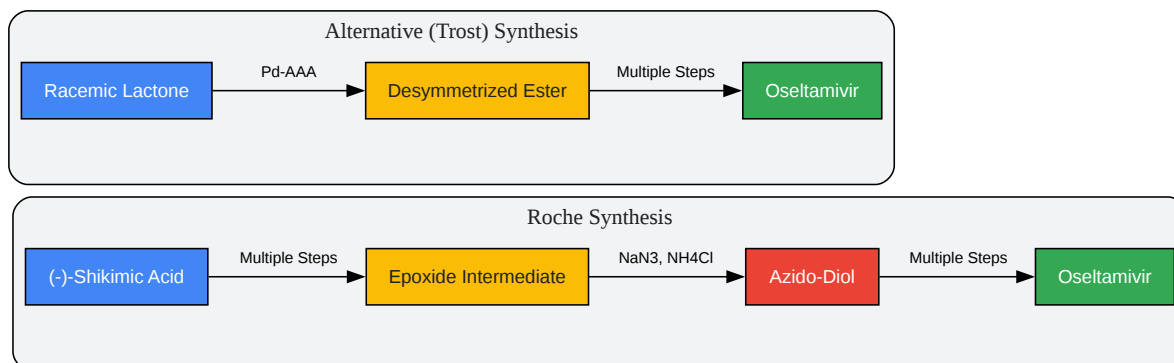 Alternative (Trost) Synthesis
Racemic Lactone
Pd-AAA
Desymmetrized Ester
Multiple Steps
Oseltamivir
Roche Synthesis
(-)-Shikimic Acid
Multiple Steps
Epoxide Intermediate
NaN3, NH4Cl
Azido-Diol
Multiple Steps
Oseltamivir